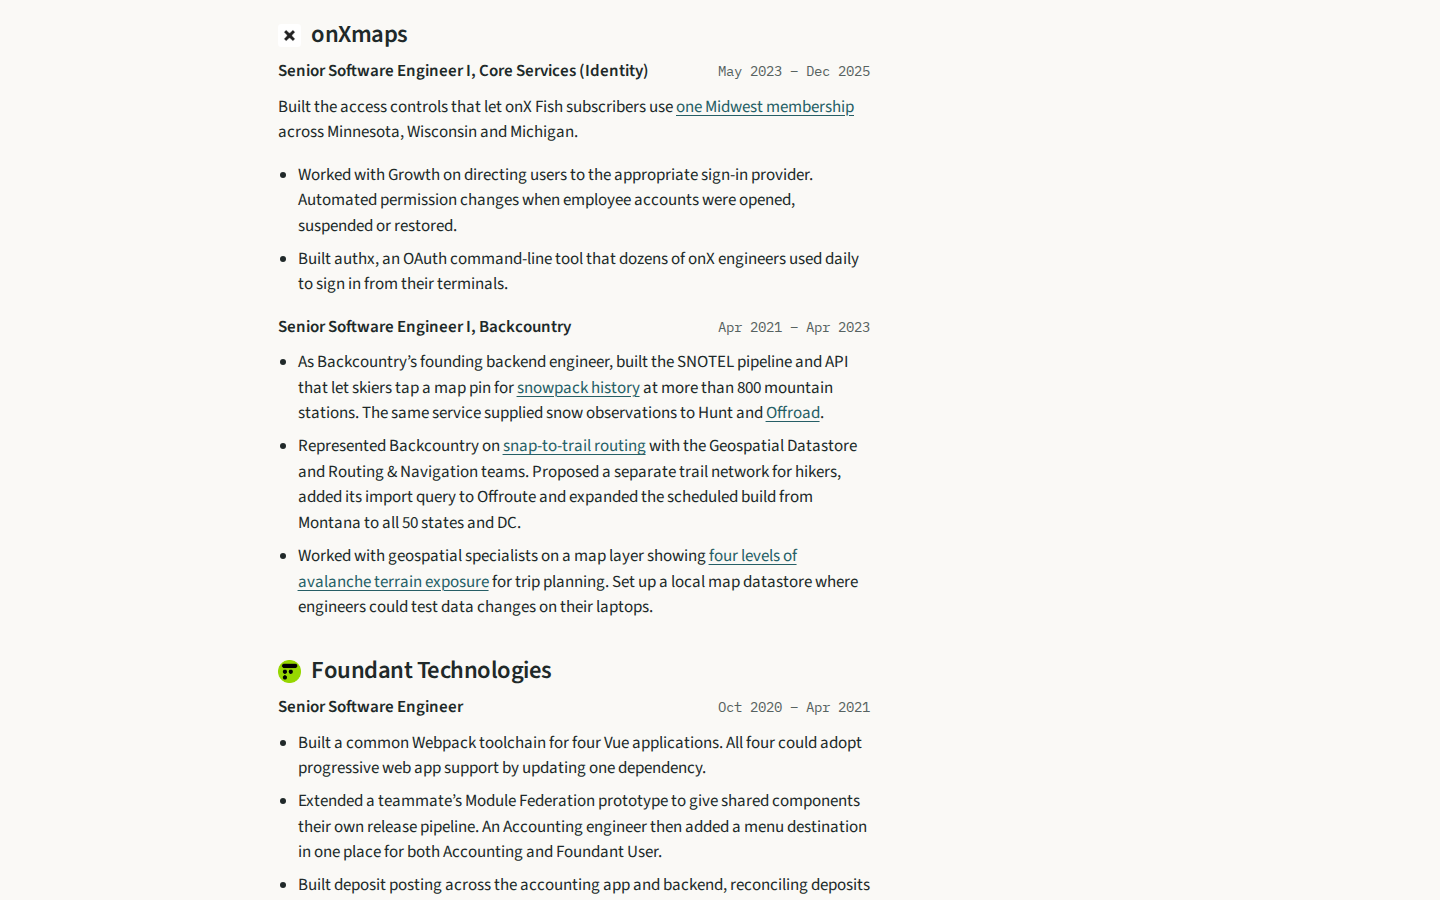 onXmaps
Senior Software Engineer I, Core Services (Identity) May 2023 – Dec 2025
Built the access controls that let onX Fish subscribers use one Midwest membership
across Minnesota, Wisconsin and Michigan.
Worked with Growth on directing users to the appropriate sign-in provider.
Automated permission changes when employee accounts were opened,
suspended or restored.
Built authx, an OAuth command-line tool that dozens of onX engineers used daily
to sign in from their terminals.
Senior Software Engineer I, Backcountry Apr 2021 – Apr 2023
As Backcountry’s founding backend engineer, built the SNOTEL pipeline and API
that let skiers tap a map pin for snowpack history at more than 800 mountain
stations. The same service supplied snow observations to Hunt and Offroad.
Represented Backcountry on snap-to-trail routing with the Geospatial Datastore
and Routing & Navigation teams. Proposed a separate trail network for hikers,
added its import query to Offroute and expanded the scheduled build from
Montana to all 50 states and DC.
Worked with geospatial specialists on a map layer showing four levels of
avalanche terrain exposure for trip planning. Set up a local map datastore where
engineers could test data changes on their laptops.
Foundant Technologies
Senior Software Engineer Oct 2020 – Apr 2021
Built a common Webpack toolchain for four Vue applications. All four could adopt
progressive web app support by updating one dependency.
Extended a teammate’s Module Federation prototype to give shared components
their own release pipeline. An Accounting engineer then added a menu destination
in one place for both Accounting and Foundant User.
Built deposit posting across the accounting app and backend, reconciling deposits